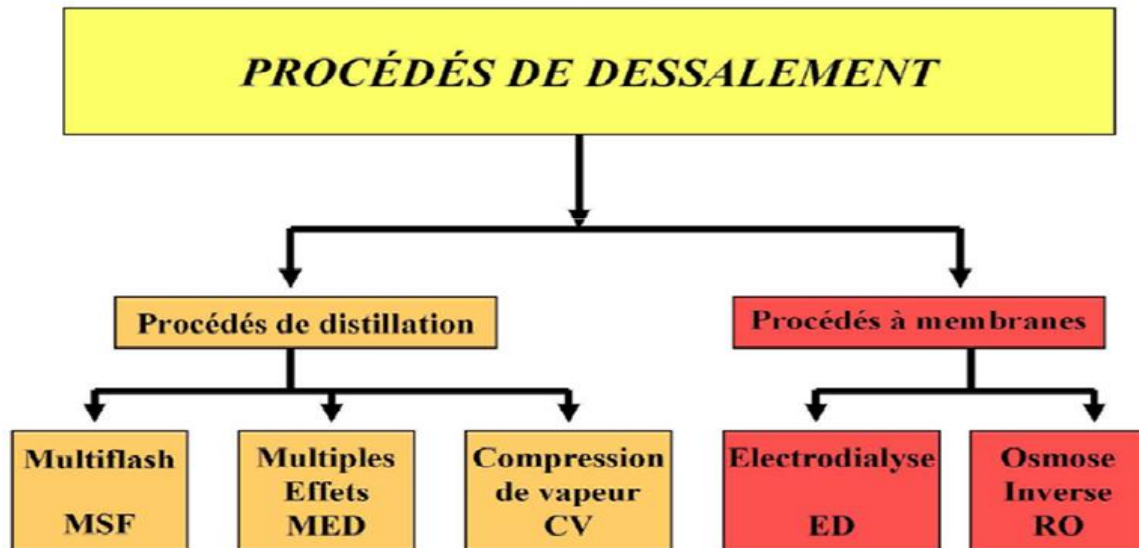 PROCÉDÉS DE DESSALEMENT
Procédés de distillation
Procédés à membranes
Multiflash
MSF
Multiples
Effets
MED
Compression
de vapeur
CV
Electrodialyse
ED
Osmose
Inverse
RO